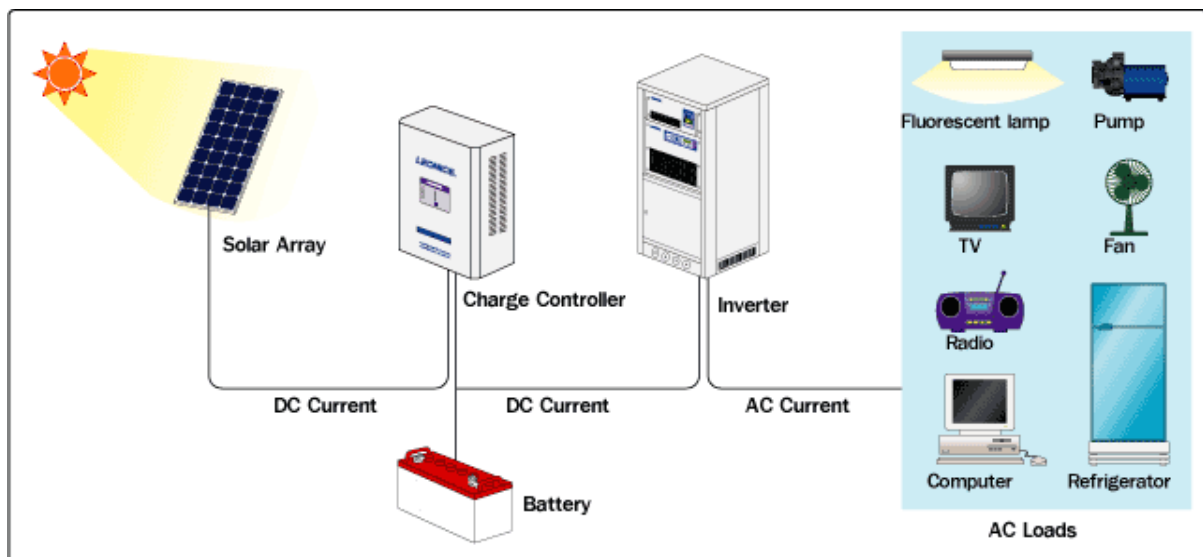 Fluorescent lamp
Pump
Solar Array
TV
Fan
Charge Controller
Inverter
Radio
DC Current
DC Current
AC Current
Computer
Refrigerator
Battery
AC Loads